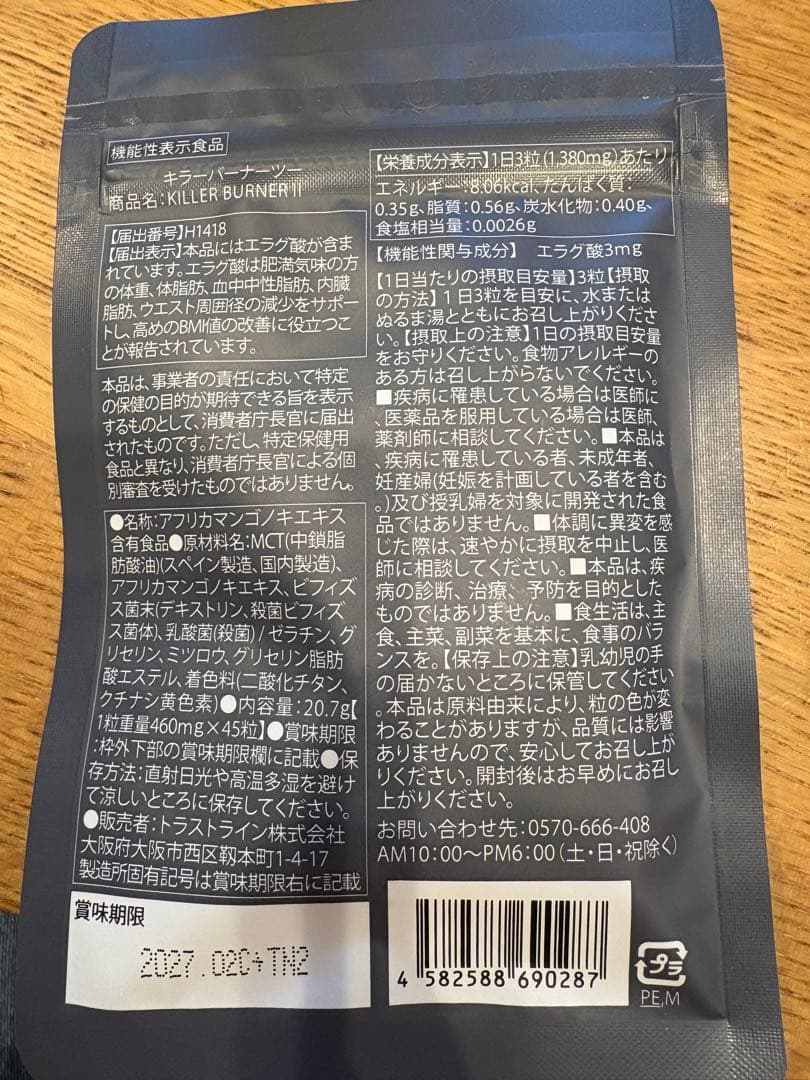 機能性表示食品
キラーバーナーツー
商品名:KILLER BURNER II
【届出番号】H1418
【届出表示】本品にはエラグ酸が含ま
れています。エラグ酸は肥満気味の方
の体重、体脂肪、血中中性脂肪、内臓
脂肪、ウエスト周囲径の減少をサポー
トし、高めのBMI値の改善に役立つこ
とが報告されています。
本品は、事業者の責任において特定
の保健の目的が期待できる旨を表示
するものとして、消費者庁長官に届出
されたものです。ただし、特定保健用
食品と異なり、消費者庁長官による個
別審査を受けたものではありません。
●名称:アフリカマンゴノキエキス
含有食品●原材料名:MCT(中鎖脂
肪酸油)(スペイン製造、国内製造)、
アフリカマンゴノキエキス、ビフィズ
ス菌末(デキストリン、殺菌ビフィズ
ス菌体)、乳酸菌(殺菌)/ゼラチン、グ
リセリン、ミツロウ、グリセリン脂肪
酸エステル、着色料(二酸化チタン、
クチナシ黄色素)●内容量:20.7g【
1粒重量460mg×45粒】●賞味期限
:枠外下部の賞味期限欄に記載●保
存方法:直射日光や高温多湿を避け
て涼しいところに保存してください。
●販売者:トラストライン株式会社
大阪府大阪市西区靱本町1-4-17
製造所固有記号は賞味期限右に記載
賞味期限
2027.02C+TN2
【栄養成分表示】1日3粒(1,380mg)あたり
エネルギー:8.06kcal、たんぱく質:
0.35g、脂質:0.56g、炭水化物:0.40g、
食塩相当量:0.0026g
【機能性関与成分】 エラグ酸3mg
【1日当たりの摂取目安量】3粒【摂取
の方法】1日3粒を目安に、水または
ぬるま湯とともにお召し上がりくださ
い。【摂取上の注意】1日の摂取目安量
をお守りください。食物アレルギーの
ある方は召し上がらないでください。
■疾病に罹患している場合は医師に
、医薬品を服用している場合は医師、
薬剤師に相談してください。■本品は
、疾病に罹患している者、未成年者、
妊産婦(妊娠を計画している者を含む
。)及び授乳婦を対象に開発された食
品ではありません。■体調に異変を感
じた際は、速やかに摂取を中止し、医
師に相談してください。■本品は、疾
病の診断、治療、予防を目的とした
ものではありません。■食生活は、主
食、主菜、副菜を基本に、食事のバラ
ンスを。【保存上の注意】乳幼児の手
の届かないところに保管してください
。本品は原料由来により、粒の色が変
わることがありますが、品質には影響
ありませんので、安心してお召し上が
りください。開封後はお早めにお召し
上がりください。
お問い合わせ先:0570-666-408
AM10:00〜PM6:00(土・日・祝除く)
4 582588 690287
プラ
PE,M